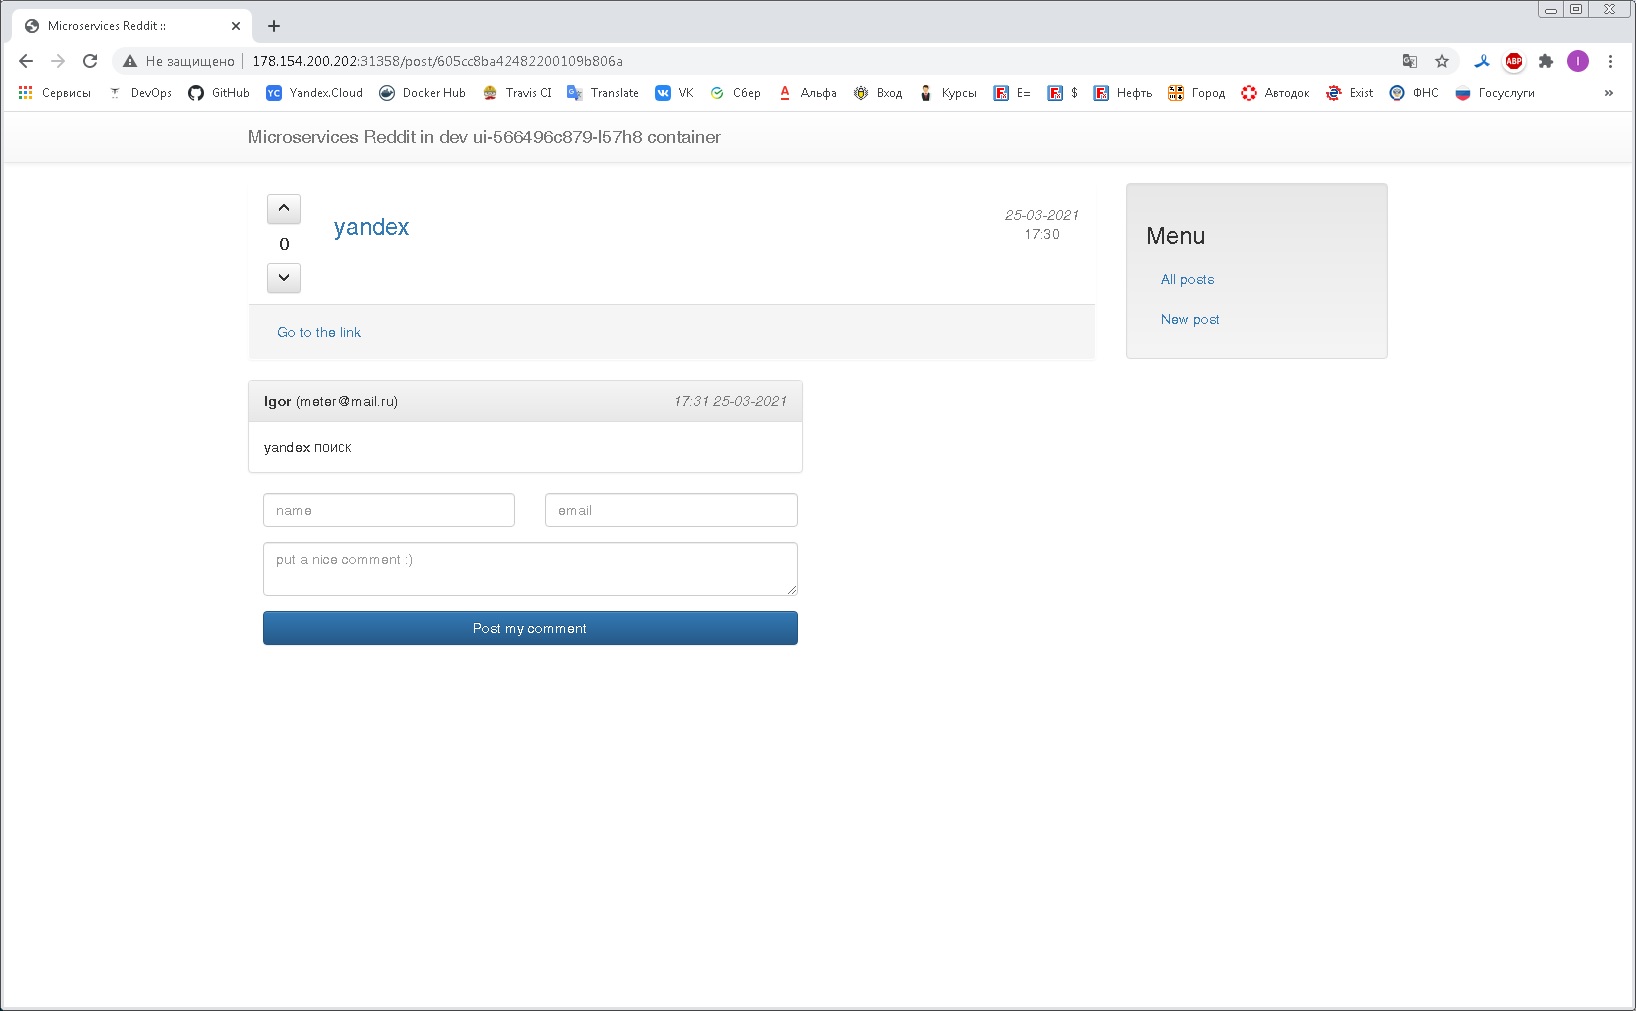 Microservices Reddit ::
Не защищено 178.154.200.202:31358/post/605cc8ba42482200109b806a
ABP I
Сервисы DevOps GitHub Yandex.Cloud Docker Hub Travis CI Translate VK Сбер Альфа Вход Курсы E= $ Нефть Город Автодок Exist ФНС Госуслуги »
Microservices Reddit in dev ui-566496c879-l57h8 container
0
yandex
25-03-2021
17:30
Go to the link
Menu
All posts
New post
Igor (meter@mail.ru) 17:31 25-03-2021
yandex поиск
name email
put a nice comment ;)
Post my comment